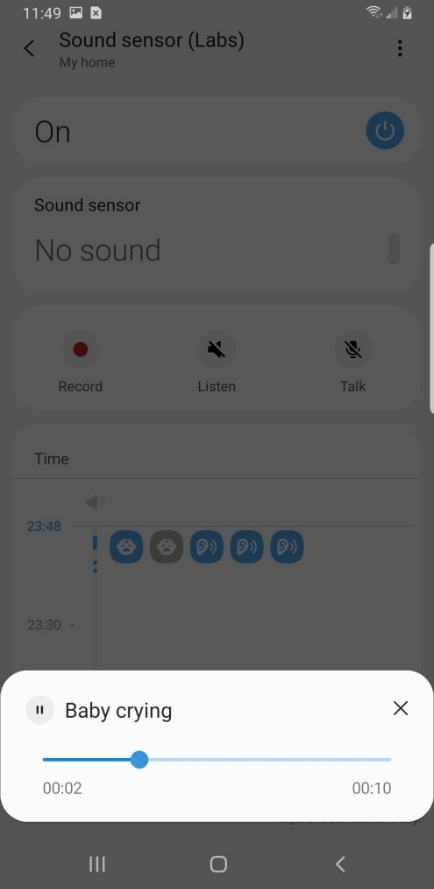 11:49
Sound sensor (Labs)
My home
On
Sound sensor
No sound
Record
Listen
Talk
Time
23:48
23:30
Baby crying
00:02
00:10